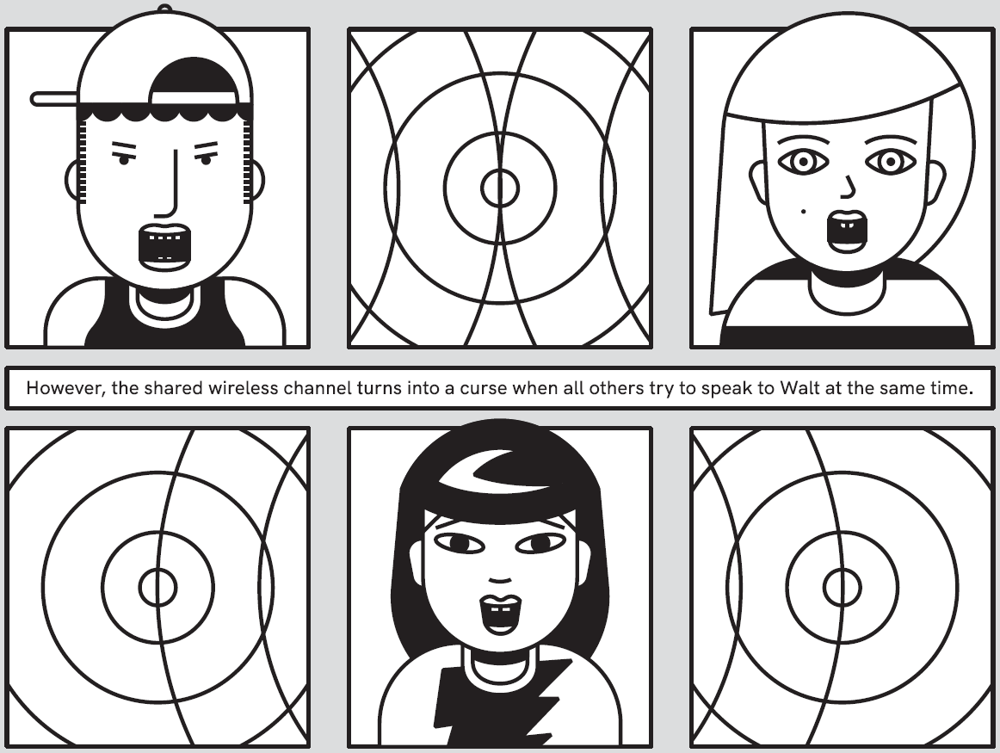 However, the shared wireless channel turns into a curse when all others try to speak to Walt at the same time.